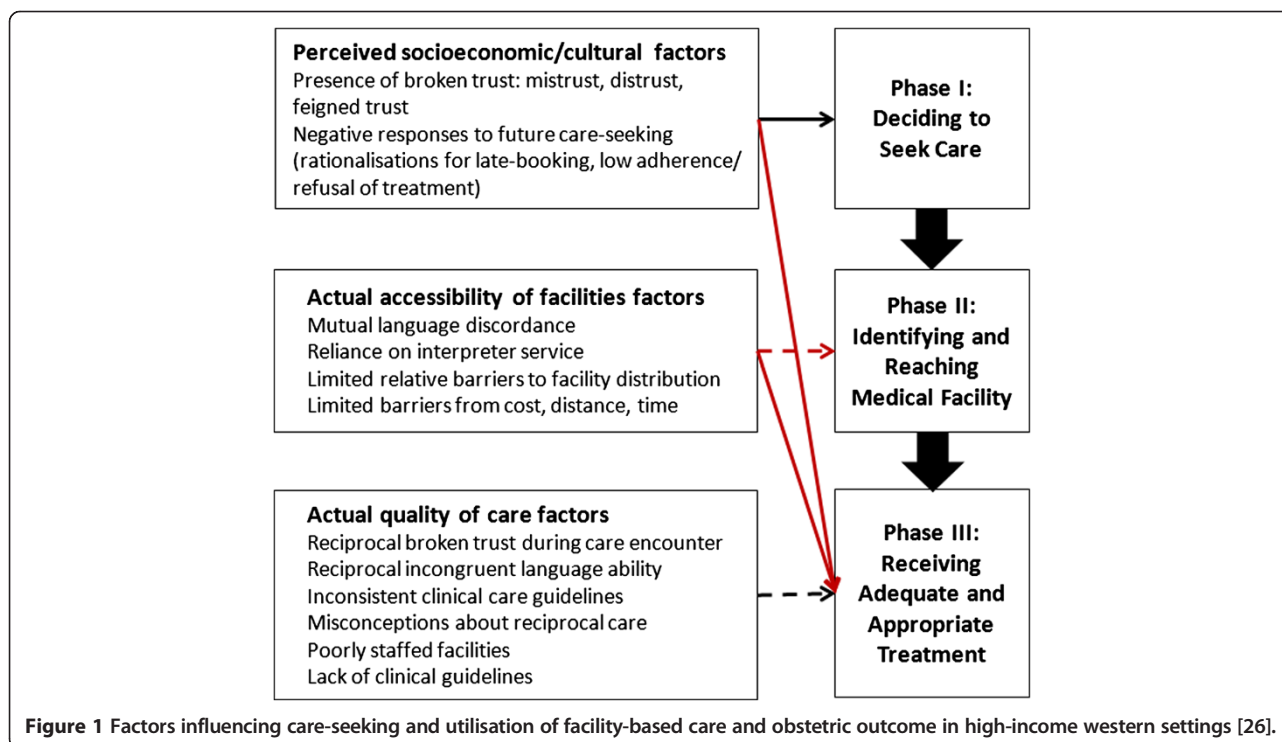 Perceived socioeconomic/cultural factors
Presence of broken trust: mistrust, distrust,
feigned trust
Negative responses to future care-seeking
(rationalisations for late-booking, low adherence/
refusal of treatment)
Phase I:
Deciding to
Seek Care
Actual accessibility of facilities factors
Mutual language discordance
Reliance on interpreter service
Limited relative barriers to facility distribution
Limited barriers from cost, distance, time
Phase II:
Identifying and
Reaching
Medical Facility
Actual quality of care factors
Reciprocal broken trust during care encounter
Reciprocal incongruent language ability
Inconsistent clinical care guidelines
Misconceptions about reciprocal care
Poorly staffed facilities
Lack of clinical guidelines
Phase III:
Receiving
Adequate and
Appropriate
Treatment
Figure 1 Factors influencing care-seeking and utilisation of facility-based care and obstetric outcome in high-income western settings [26].